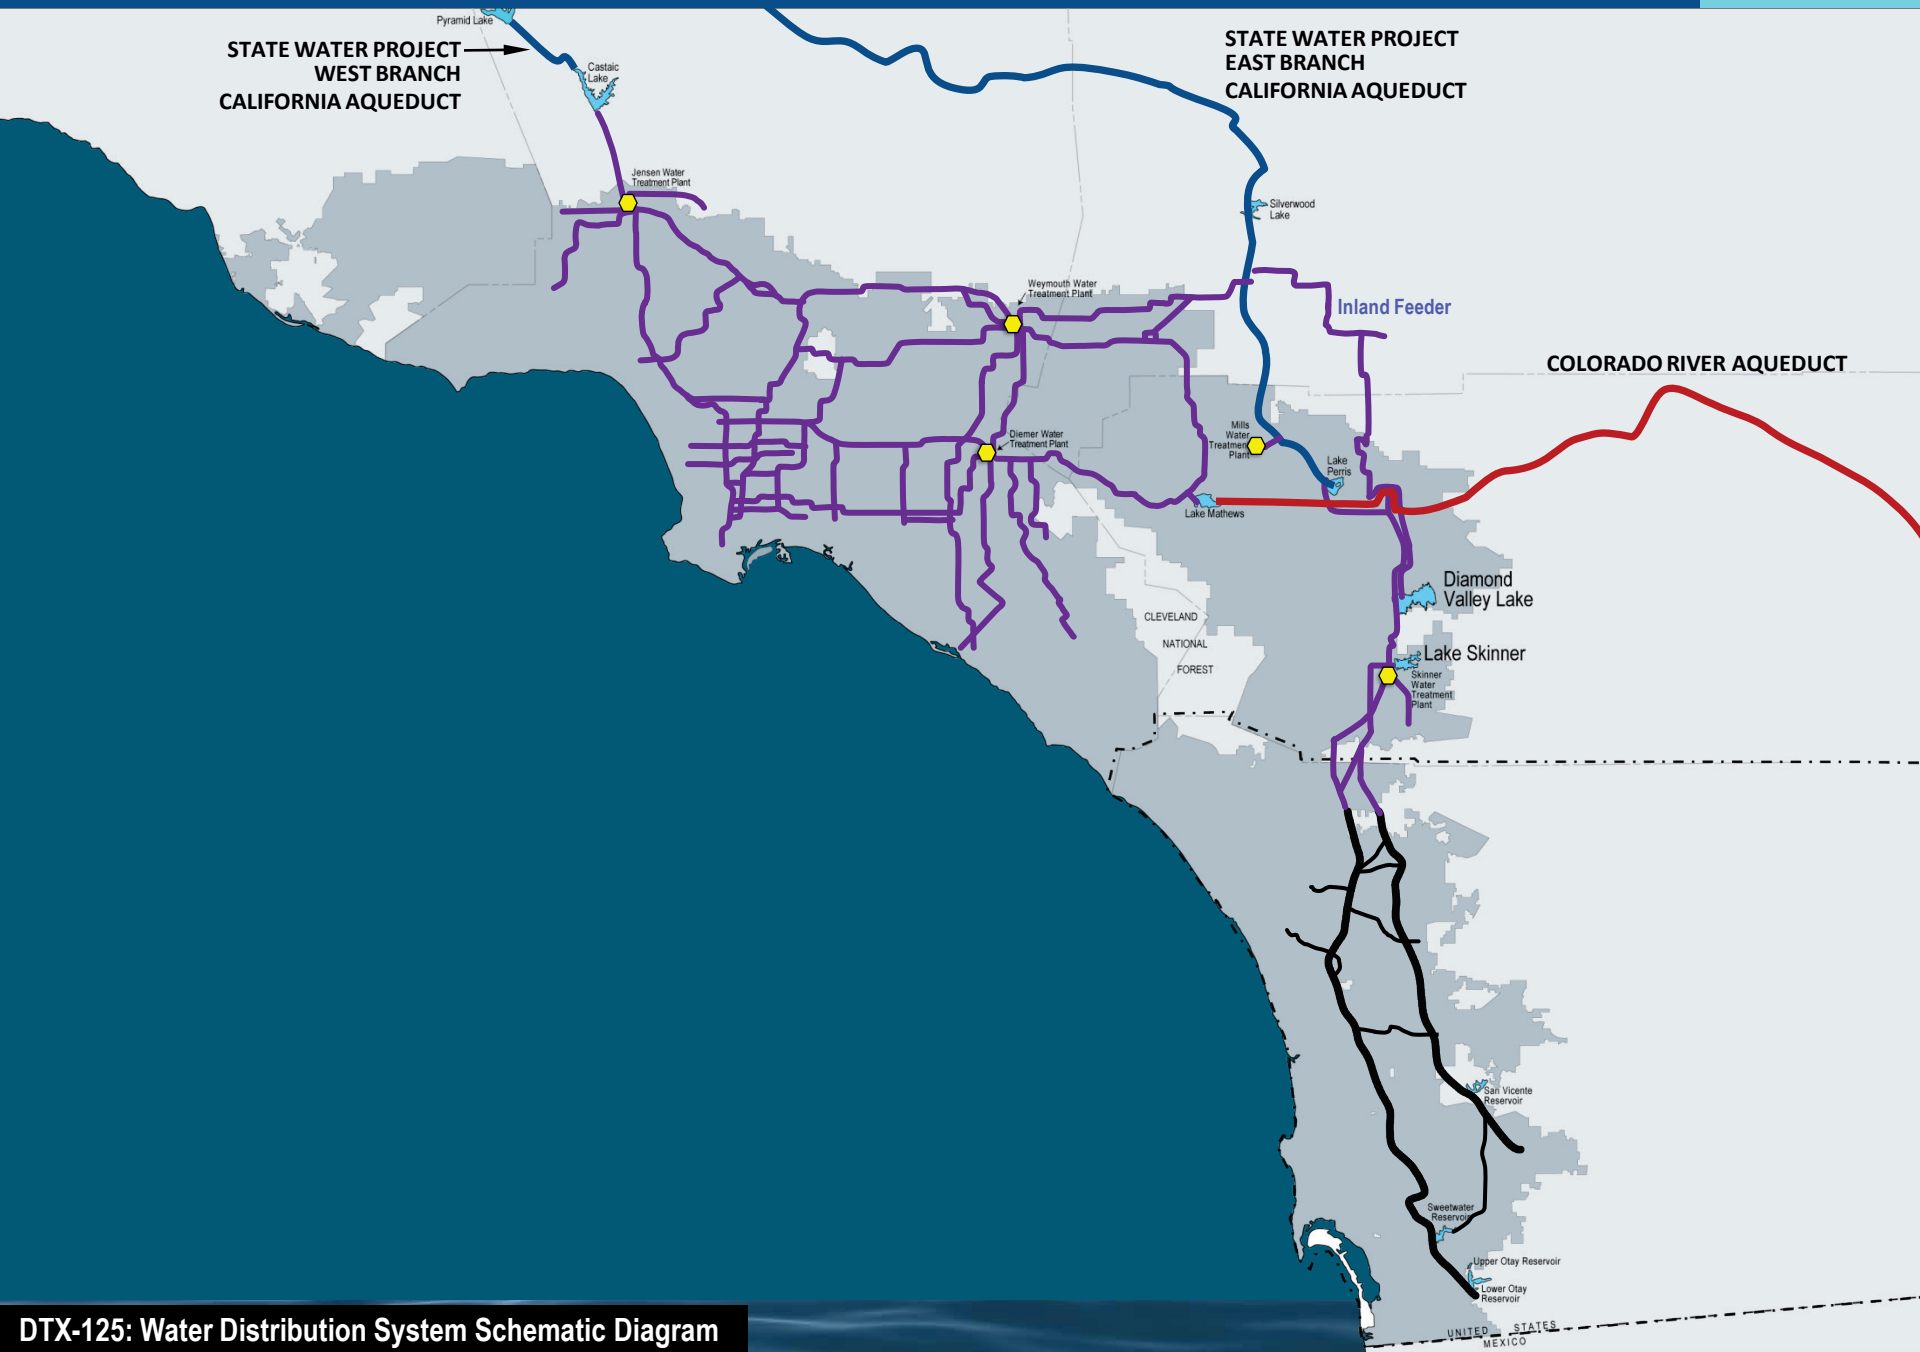 Pyramid Lake
STATE WATER PROJECT
WEST BRANCH
CALIFORNIA AQUEDUCT
Castaic
Lake
STATE WATER PROJECT
EAST BRANCH
CALIFORNIA AQUEDUCT
Jensen Water
Treatment Plant
Silverwood
Lake
Weymouth Water
Treatment Plant
Inland Feeder
COLORADO RIVER AQUEDUCT
Diemer Water
Treatment Plant
Mills
Water
Treatment
Plant
Lake
Perris
Lake Mathews
Diamond
Valley Lake
CLEVELAND
NATIONAL
FOREST
Lake Skinner
Skinner
Water
Treatment
Plant
San Vicente
Reservoir
Sweetwater
Reservoir
Upper Otay Reservoir
Lower Otay
Reservoir
UNITED STATES
MEXICO
DTX-125: Water Distribution System Schematic Diagram